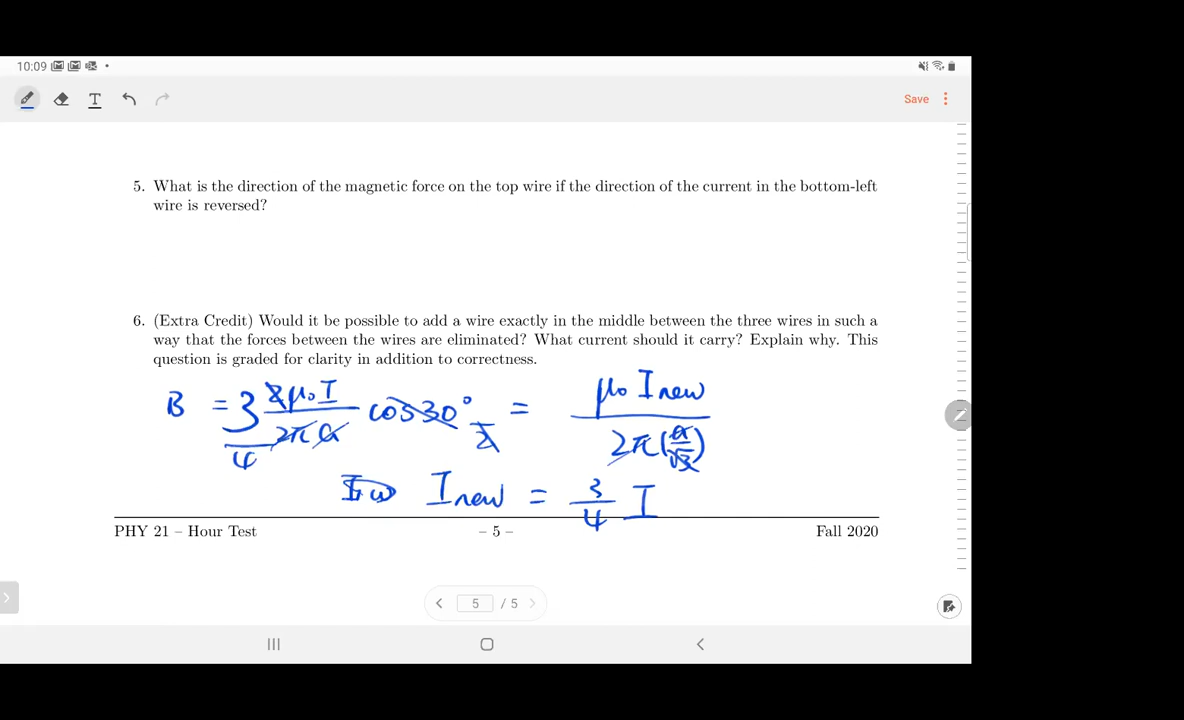 10:09
Save
5. What is the direction of the magnetic force on the top wire if the direction of the current in the bottom-left
wire is reversed?
6. (Extra Credit) Would it be possible to add a wire exactly in the middle between the three wires in such a
way that the forces between the wires are eliminated? What current should it carry? Explain why. This
question is graded for clarity in addition to correctness.
B = 3/4 2μ₀I/2πa cos30° /2 = μ₀ I new / 2π(a/√3)
I new = 3/4 I
PHY 21 – Hour Test – 5 – Fall 2020
5 / 5